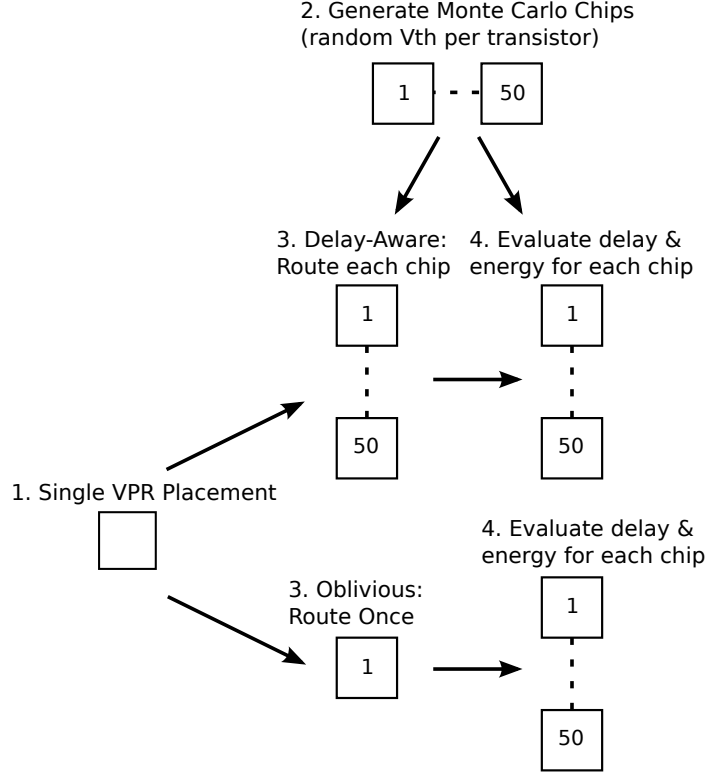 2. Generate Monte Carlo Chips
(random Vth per transistor)
1
50
3. Delay-Aware:
Route each chip
4. Evaluate delay &
energy for each chip
1
1
50
50
1. Single VPR Placement
4. Evaluate delay &
energy for each chip
3. Oblivious:
Route Once
1
1
50